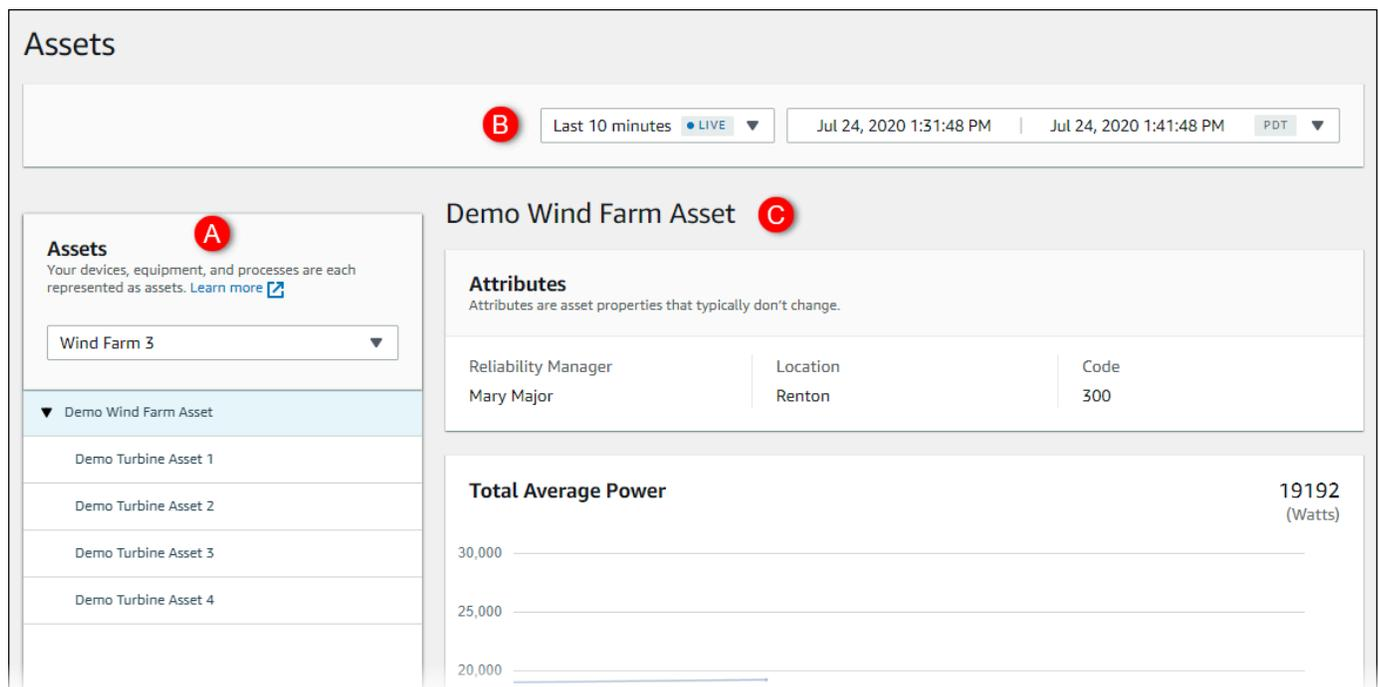 Assets
B
Last 10 minutes • LIVE
Jul 24, 2020 1:31:48 PM | Jul 24, 2020 1:41:48 PM PDT
A
Assets
Your devices, equipment, and processes are each
represented as assets. Learn more
Wind Farm 3
Demo Wind Farm Asset
Demo Turbine Asset 1
Demo Turbine Asset 2
Demo Turbine Asset 3
Demo Turbine Asset 4
Demo Wind Farm Asset C
Attributes
Attributes are asset properties that typically don't change.
Reliability Manager
Mary Major
Location
Renton
Code
300
Total Average Power
19192
(Watts)
30,000
25,000
20,000